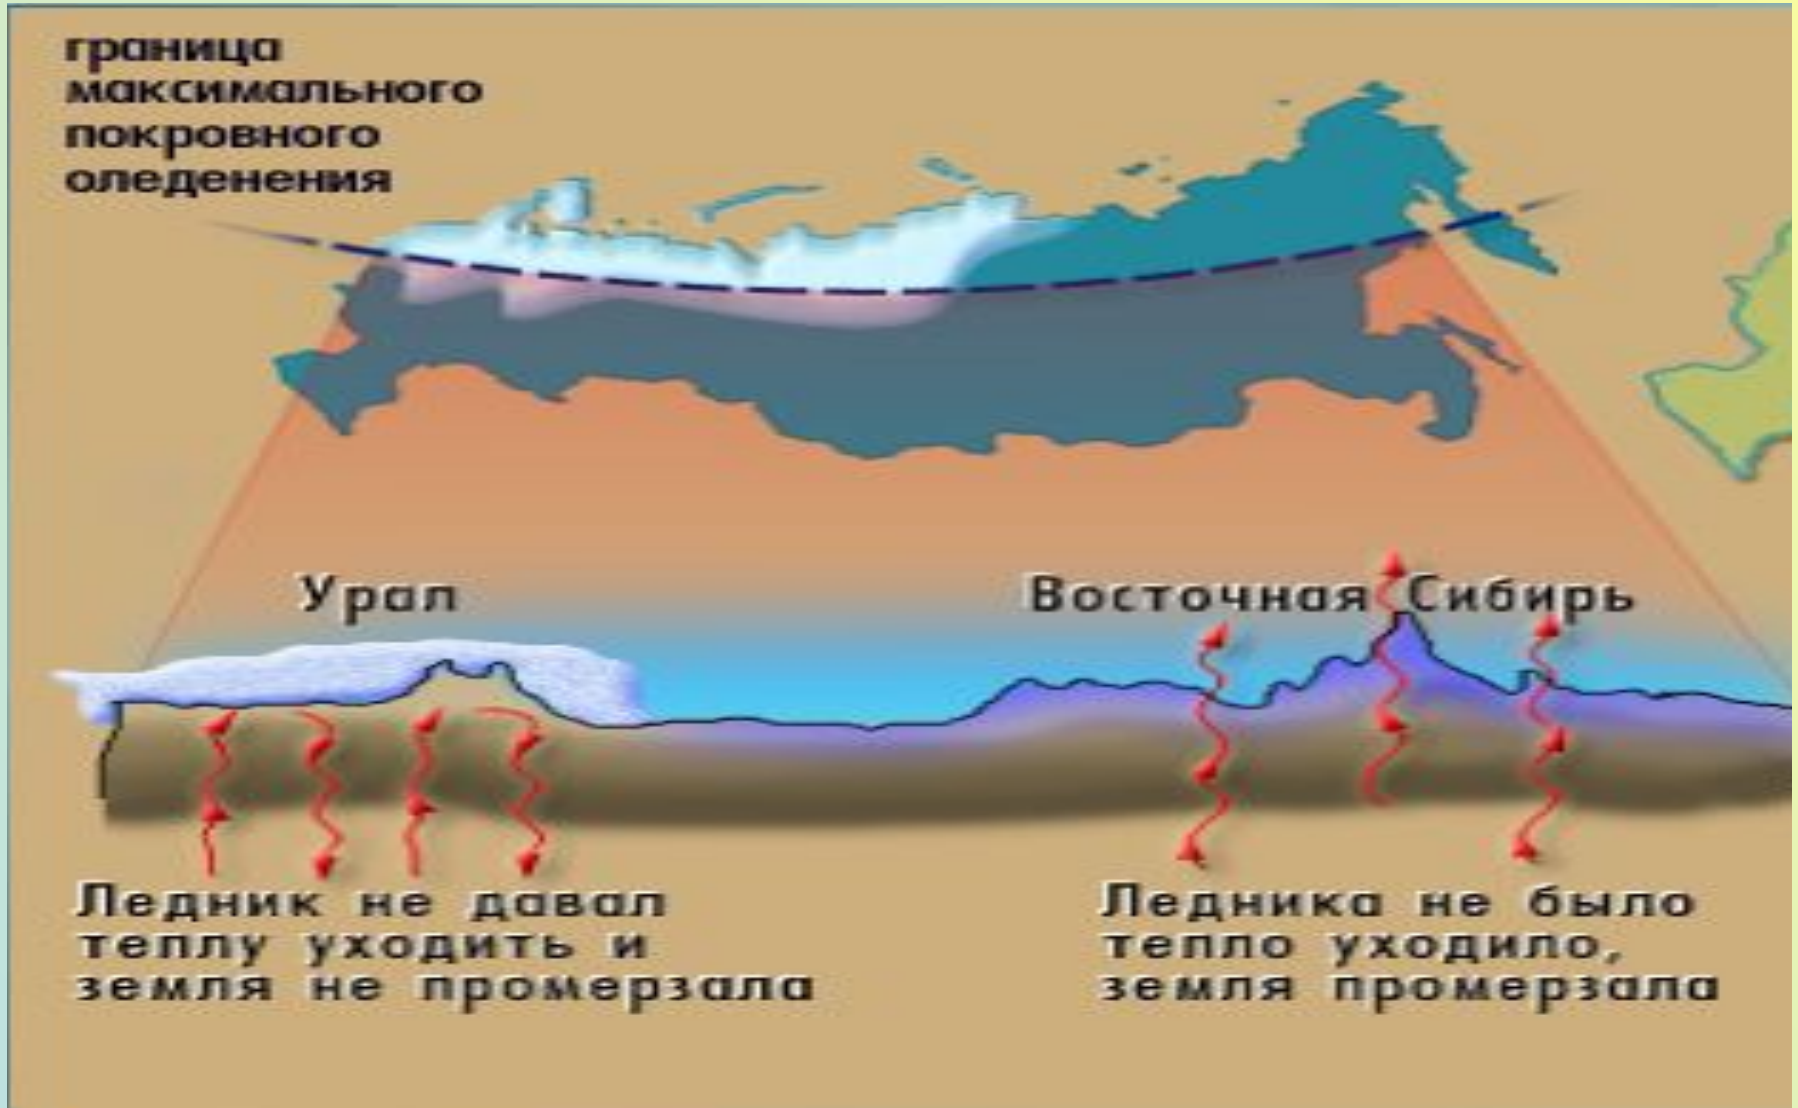 граница
максимального
покровного
оледенения
Урал
Восточная Сибирь
Ледник не давал
теплу уходить и
земля не промерзала
Ледника не было
тепло уходило,
земля промерзала